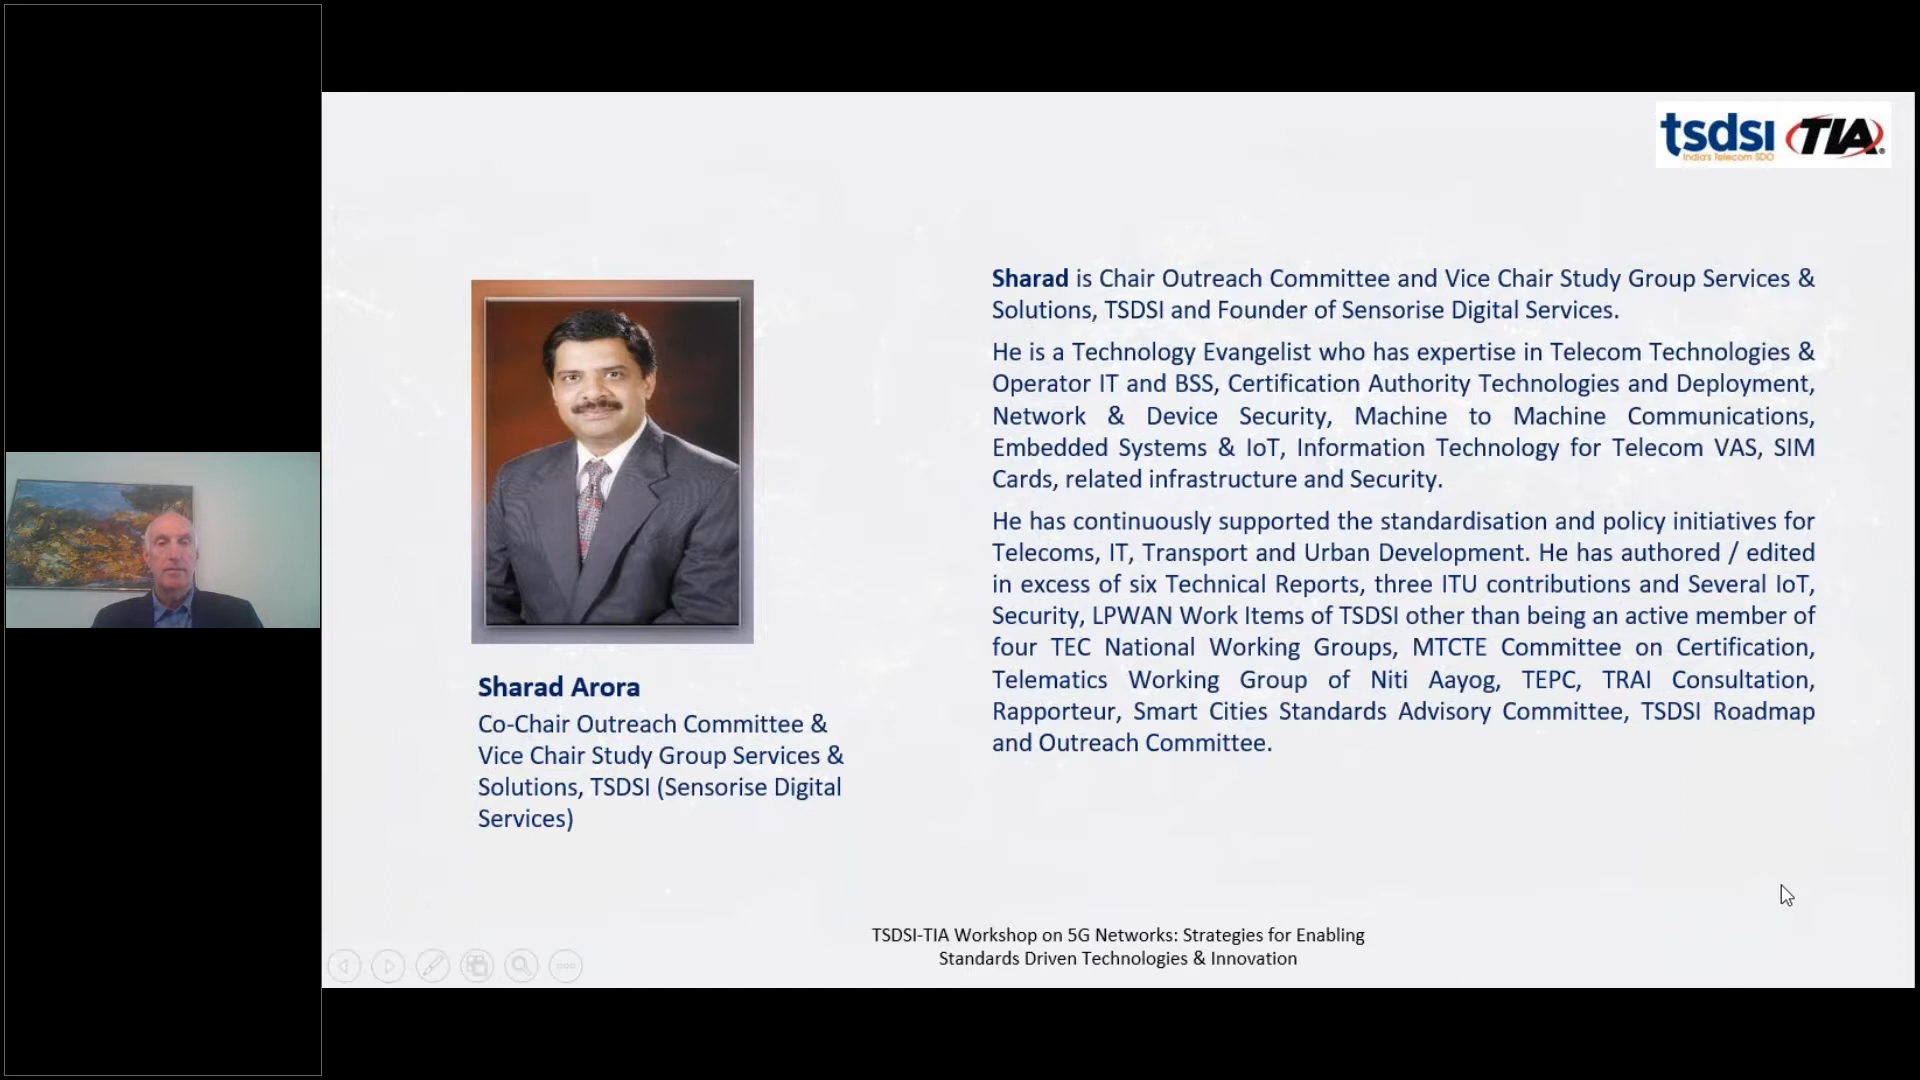 tsdsi TIA
India's Telecom SDO
Sharad is Chair Outreach Committee and Vice Chair Study Group Services &
Solutions, TSDSI and Founder of Sensorise Digital Services.
He is a Technology Evangelist who has expertise in Telecom Technologies &
Operator IT and BSS, Certification Authority Technologies and Deployment,
Network & Device Security, Machine to Machine Communications,
Embedded Systems & IoT, Information Technology for Telecom VAS, SIM
Cards, related infrastructure and Security.
He has continuously supported the standardisation and policy initiatives for
Telecoms, IT, Transport and Urban Development. He has authored / edited
in excess of six Technical Reports, three ITU contributions and Several IoT,
Security, LPWAN Work Items of TSDSI other than being an active member of
four TEC National Working Groups, MTCTE Committee on Certification,
Telematics Working Group of Niti Aayog, TEPC, TRAI Consultation,
Rapporteur, Smart Cities Standards Advisory Committee, TSDSI Roadmap
and Outreach Committee.
Sharad Arora
Co-Chair Outreach Committee &
Vice Chair Study Group Services &
Solutions, TSDSI (Sensorise Digital
Services)
TSDSI-TIA Workshop on 5G Networks: Strategies for Enabling
Standards Driven Technologies & Innovation